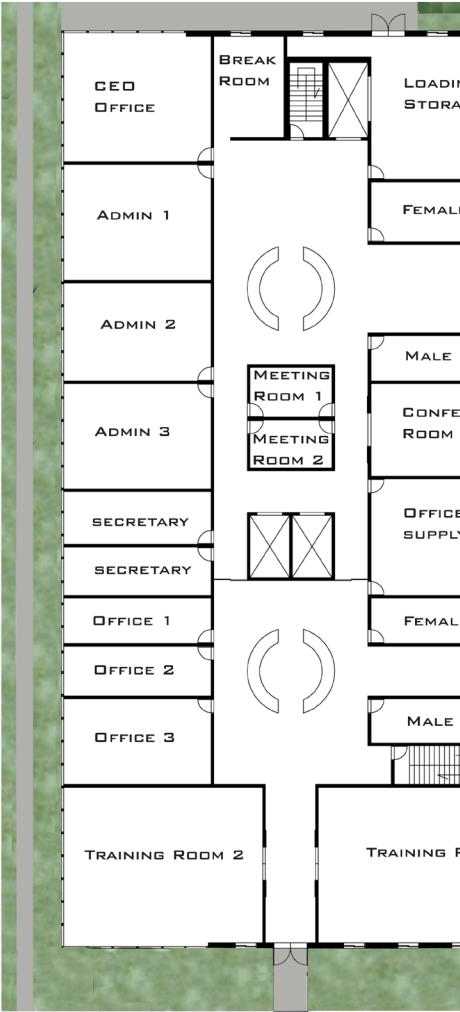 BREAK
ROOM
CEO
OFFICE
LOADIN
STORA
ADMIN 1
FEMAL
ADMIN 2
MALE
MEETING
ROOM 1
ADMIN 3
CONFE
ROOM
MEETING
ROOM 2
SECRETARY
OFFICE
SUPPLY
SECRETARY
OFFICE 1
FEMAL
OFFICE 2
MALE
OFFICE 3
TRAINING ROOM 2
TRAINING